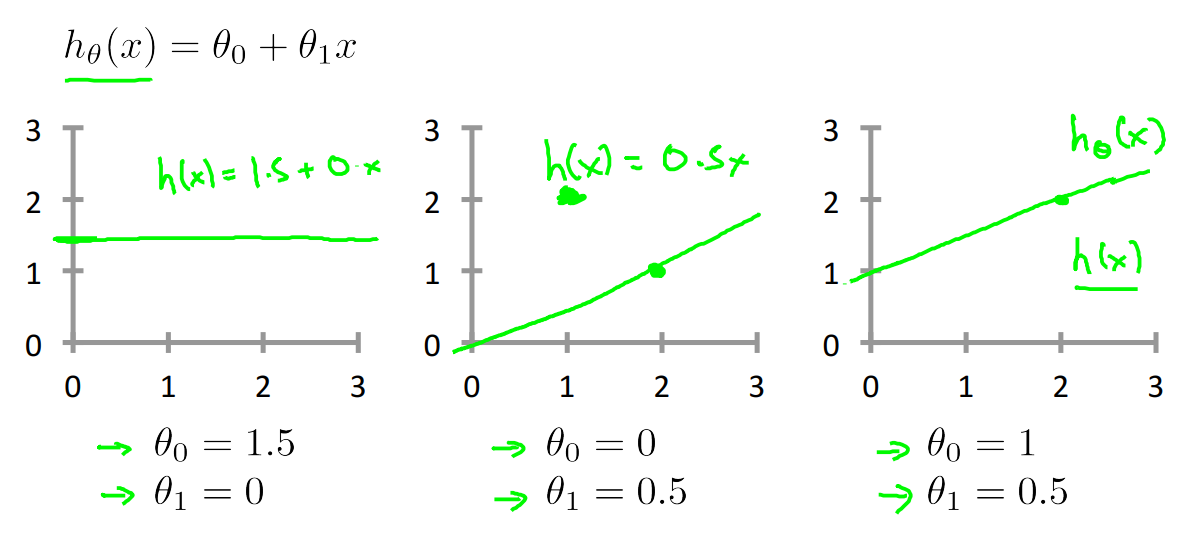 h_θ(x) = θ₀ + θ₁x
3
h(x) = 1.5 + 0·x
2
1
0
0 1 2 3
θ₀ = 1.5
θ₁ = 0
3
h(x) = 0.5x
2
1
0
0 1 2 3
θ₀ = 0
θ₁ = 0.5
3
h_θ(x)
2
h(x)
1
0
0 1 2 3
θ₀ = 1
θ₁ = 0.5